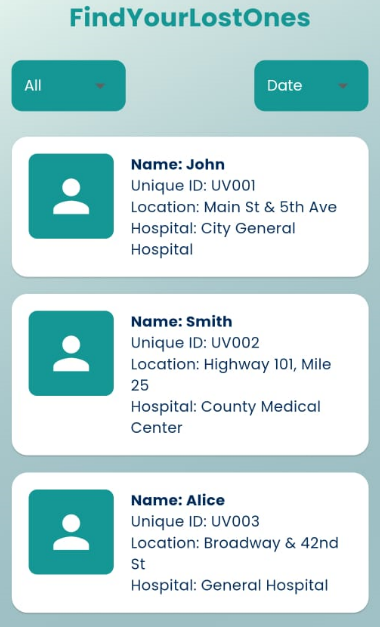 FindYourLostOnes
All
Date
Name: John
Unique ID: UV001
Location: Main St & 5th Ave
Hospital: City General
Hospital
Name: Smith
Unique ID: UV002
Location: Highway 101, Mile
25
Hospital: County Medical
Center
Name: Alice
Unique ID: UV003
Location: Broadway & 42nd
St
Hospital: General Hospital